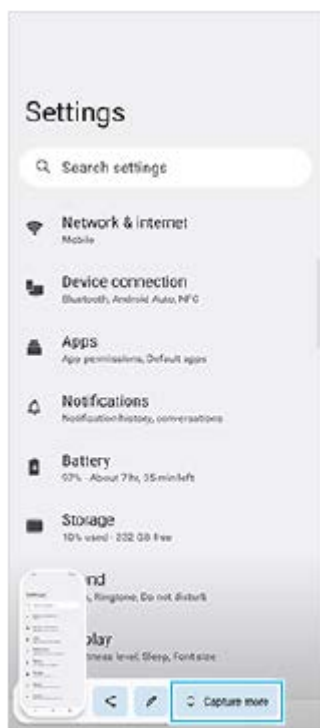 Settings
Search settings
Network & internet
Mobile
Device connection
Bluetooth, Android Auto, NFC
Apps
App permissions, Default apps
Notifications
Notification history, conversations
Battery
97% - About 7 hr, 35 min left
Storage
10% used - 232 GB free
nd
, Ringtone, Do not disturb
play
tness level, Sleep, Font size
Capture more